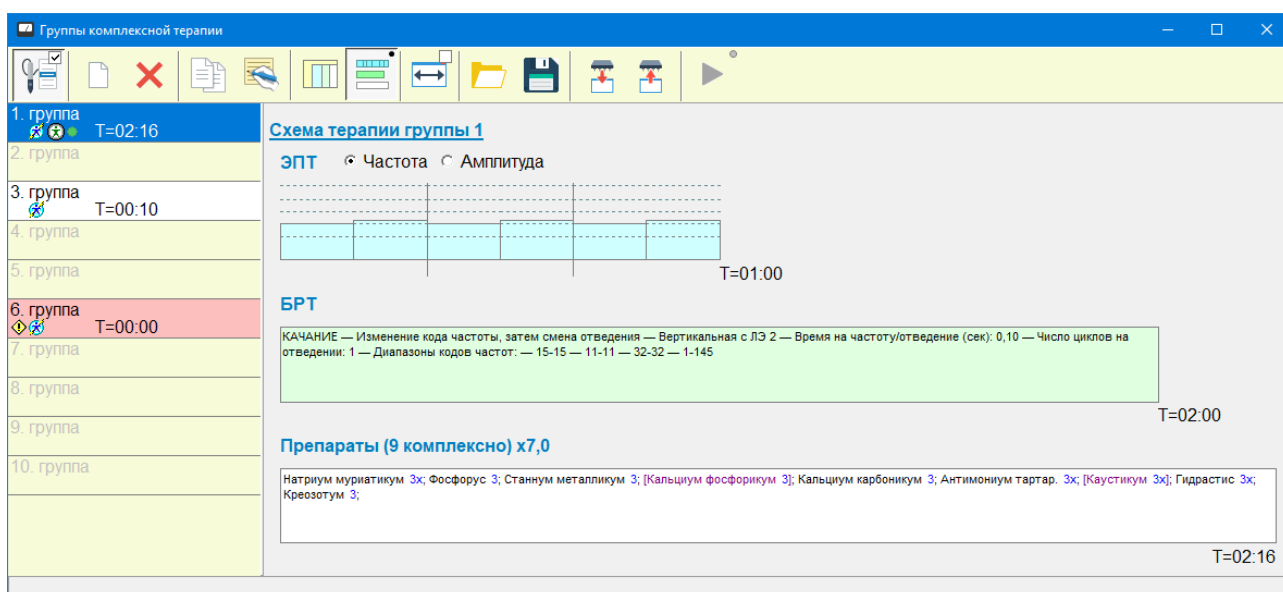 Группы комплексной терапии
1. группа
T=02:16
2. группа
3. группа
T=00:10
4. группа
5. группа
6. группа
T=00:00
7. группа
8. группа
9. группа
10. группа
Схема терапии группы 1
ЭПТ Частота Амплитуда
T=01:00
БРТ
КАЧАНИЕ — Изменение кода частоты, затем смена отведения — Вертикальная с ЛЭ 2 — Время на частоту/отведение (сек): 0,10 — Число циклов на
отведении: 1 — Диапазоны кодов частот: — 15-15 — 11-11 — 32-32 — 1-145
T=02:00
Препараты (9 комплексно) x7,0
Натриум муриатикум 3x; Фосфорус 3; Станнум металликум 3; [Кальциум фосфорикум 3]; Кальциум карбоникум 3; Антимониум тартар. 3x; [Каустикум 3x]; Гидрастис 3x;
Креозотум 3;
T=02:16